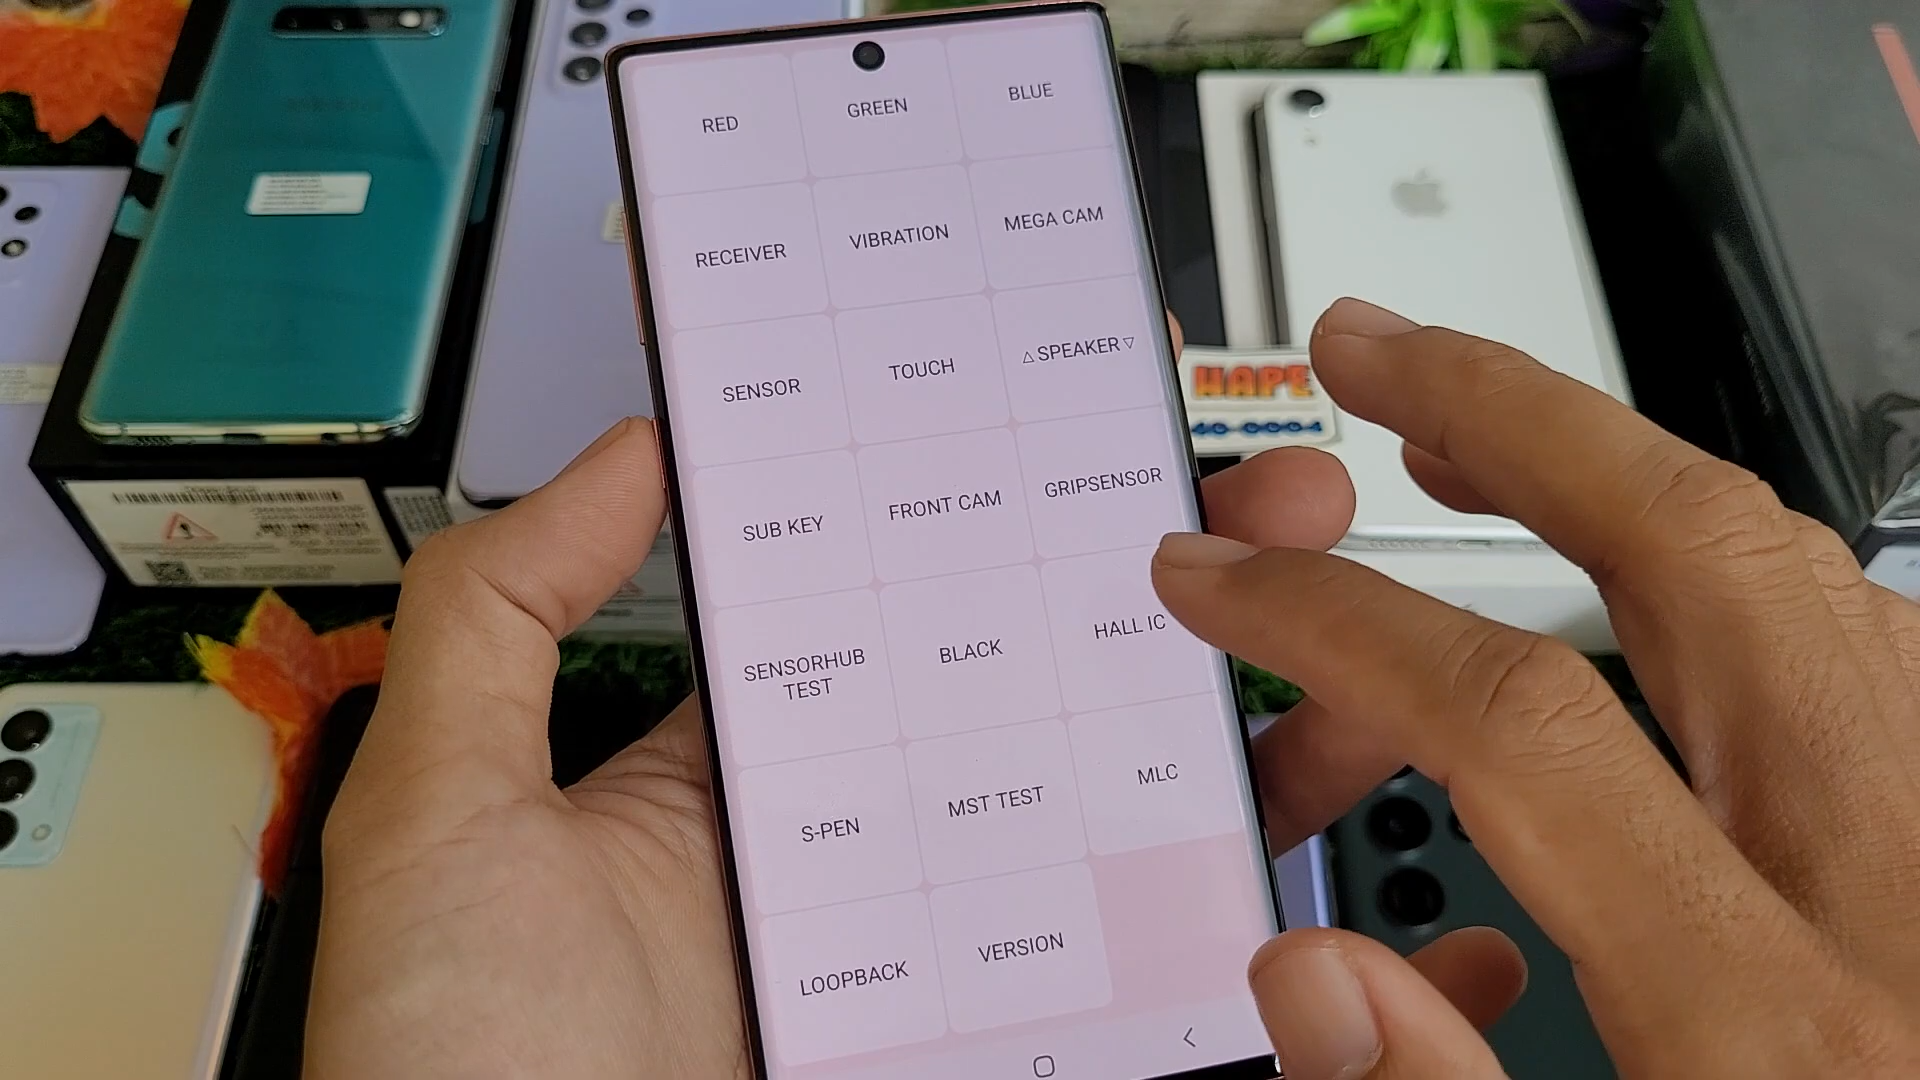 RED
GREEN
BLUE
RECEIVER
VIBRATION
MEGA CAM
SENSOR
TOUCH
△ SPEAKER ▽
SUB KEY
FRONT CAM
GRIPSENSOR
SENSORHUB
TEST
BLACK
HALL IC
S-PEN
MST TEST
MLC
LOOPBACK
VERSION
HAPE